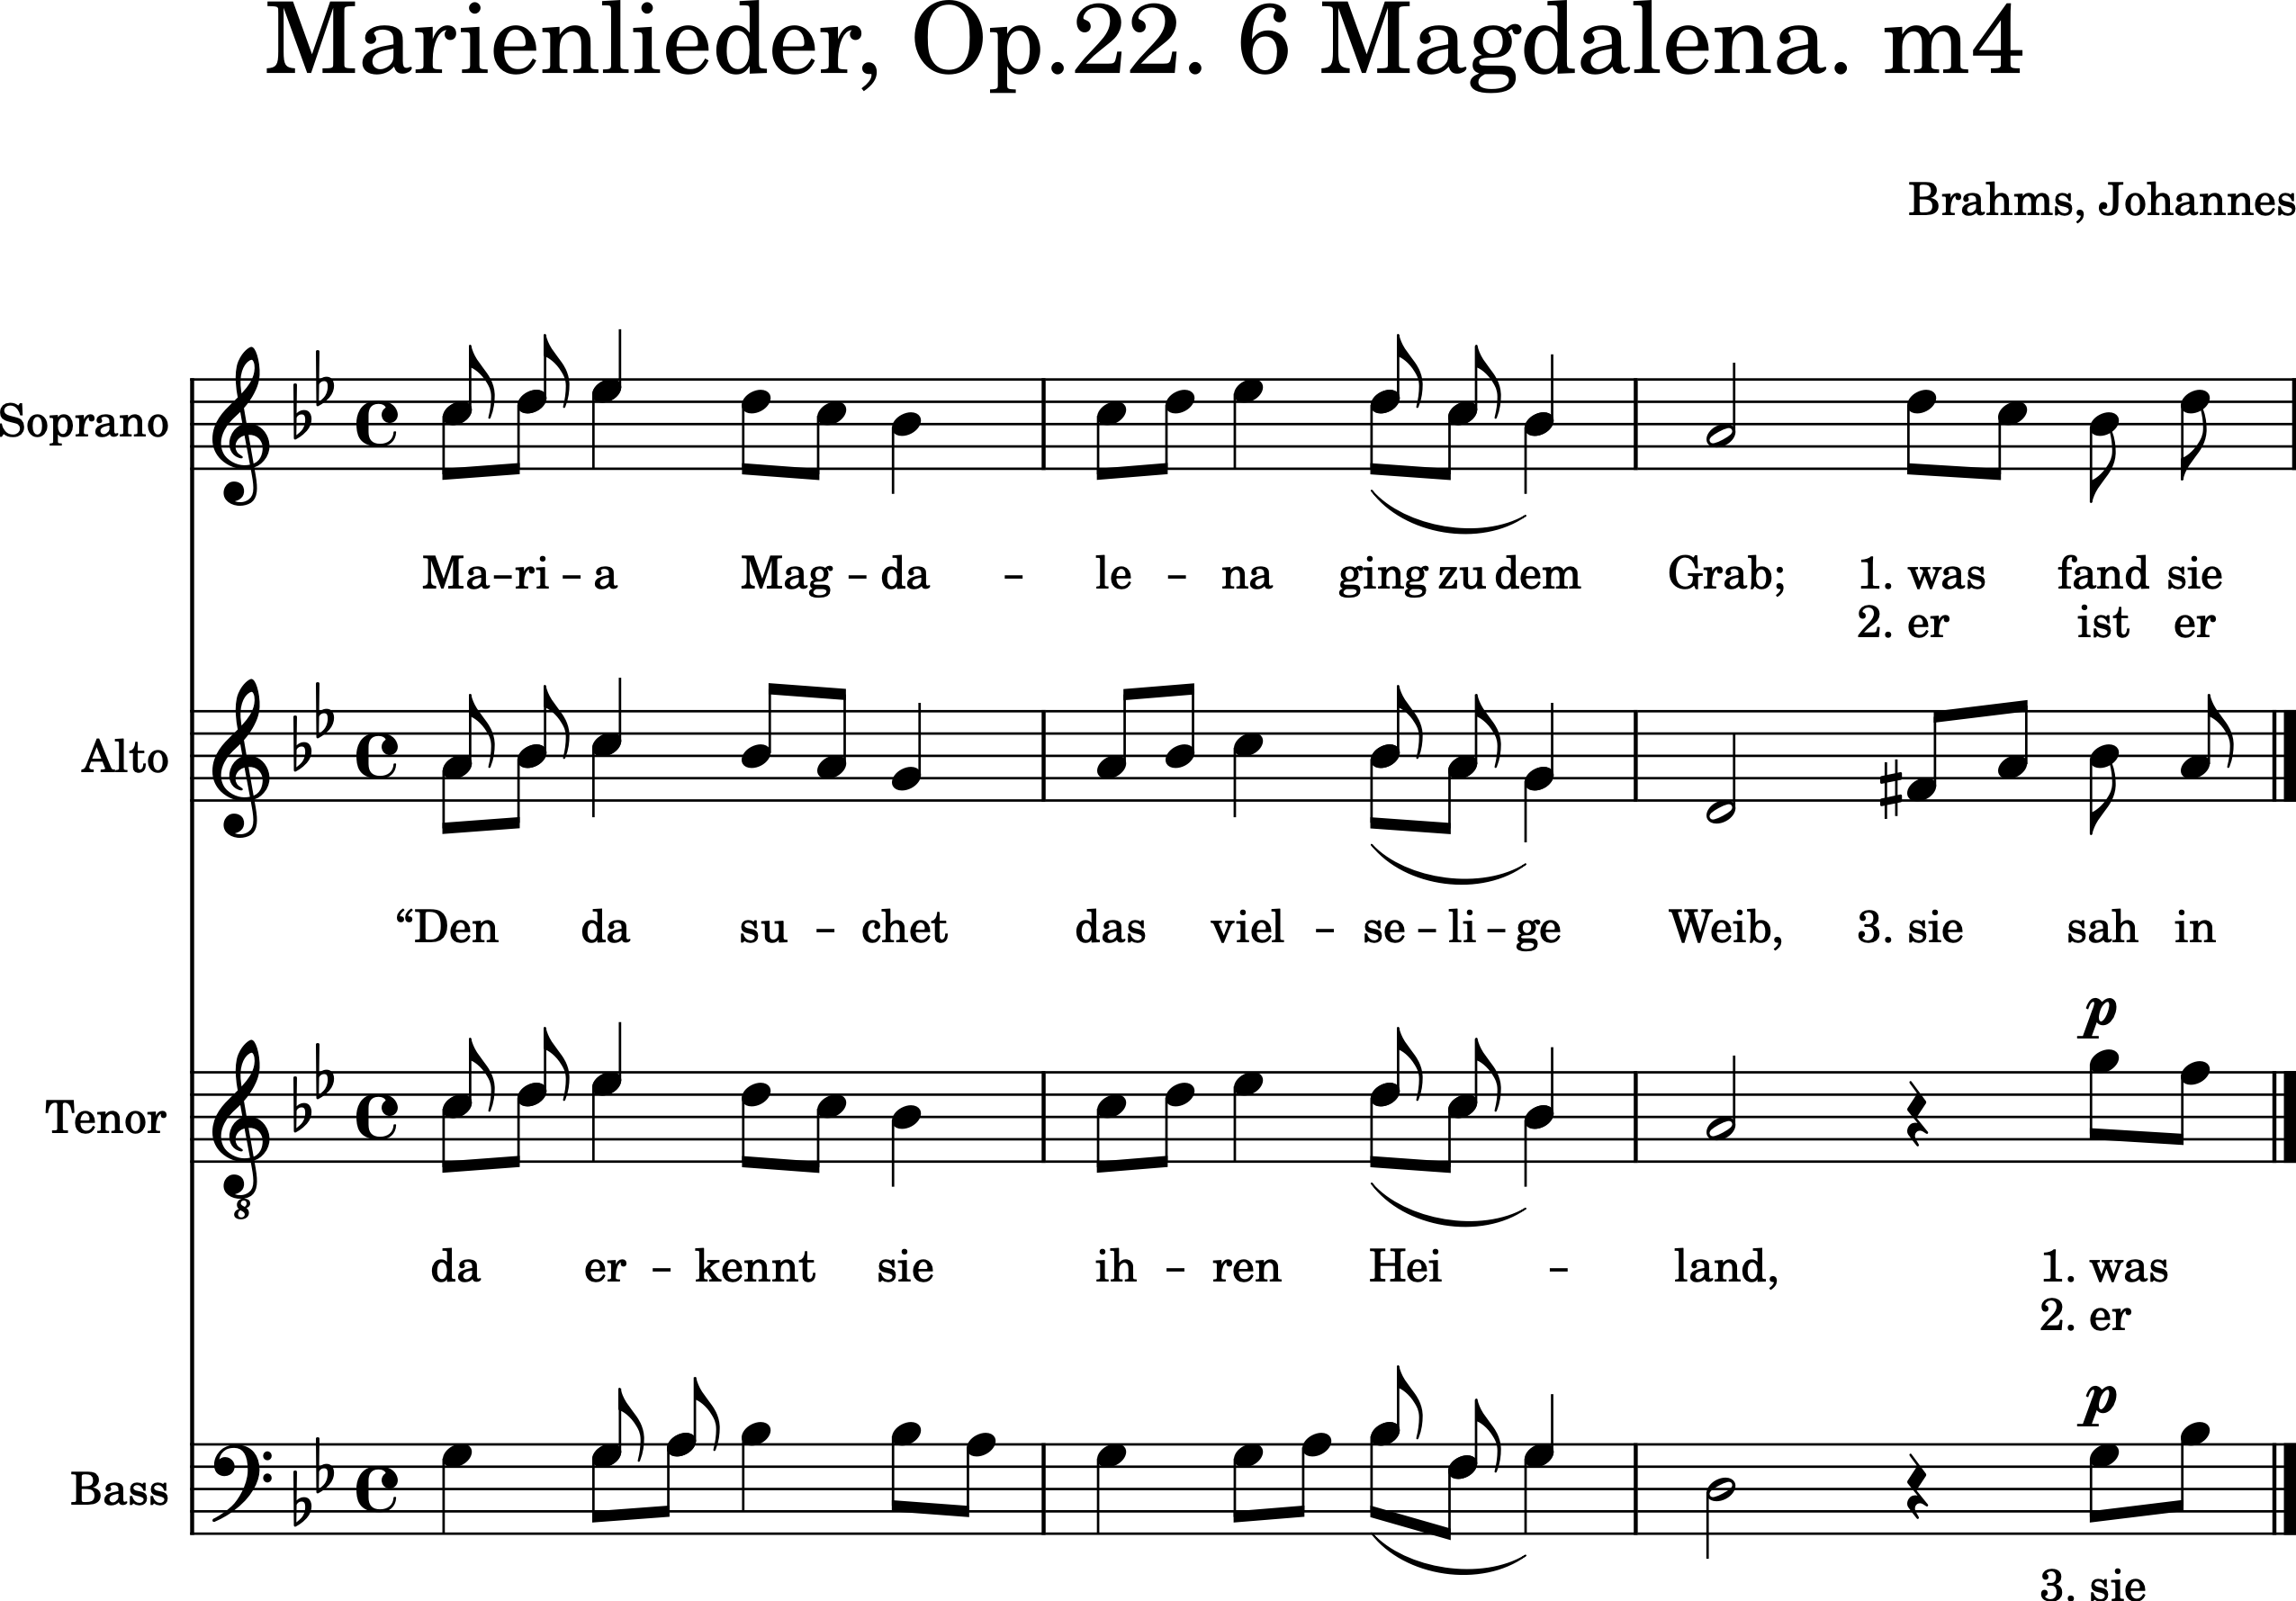 Marienlieder, Op.22. 6 Magdalena. m4
Brahms, Johannes
Soprano
Ma–ri – a Mag – da – le – na ging zu dem Grab; 1. was fand sie
2. er ist er
Alto
“Den da su – chet das viel – se – li – ge Weib, 3. sie sah in
p
Tenor
8
da er – kennt sie ih – ren Hei – land, 1. was
2. er
p
Bass
3. sie